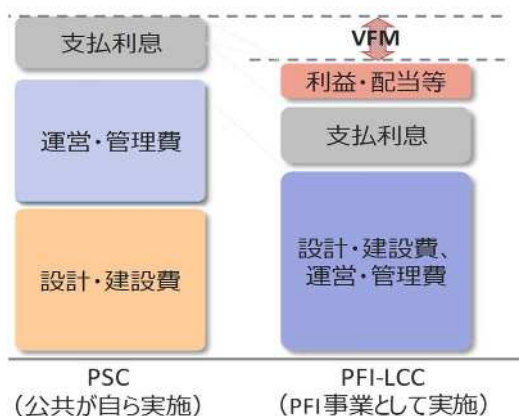 支払利息
運営・管理費
設計・建設費
VFM
利益・配当等
支払利息
設計・建設費、
運営・管理費
PSC
(公共が自ら実施)
PFI-LCC
(PFI事業として実施)